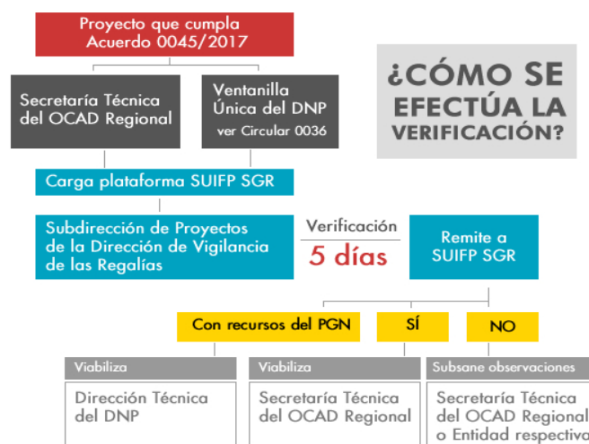 Proyecto que cumpla
Acuerdo 0045/2017
¿CÓMO SE
EFECTÚA LA
VERIFICACIÓN?
Secretaría Técnica
del OCAD Regional
Ventanilla
Única del DNP
ver Circular 0036
Carga plataforma SUIFP SGR
Subdirección de Proyectos
de la Dirección de Vigilancia
de las Regalías
Verificación
5 días
Remite a
SUIFP SGR
Con recursos del PGN
SÍ
NO
Viabiliza
Dirección Técnica
del DNP
Viabiliza
Secretaría Técnica
del OCAD Regional
Subsane observaciones
Secretaría Técnica
del OCAD Regional
o Entidad respectiva